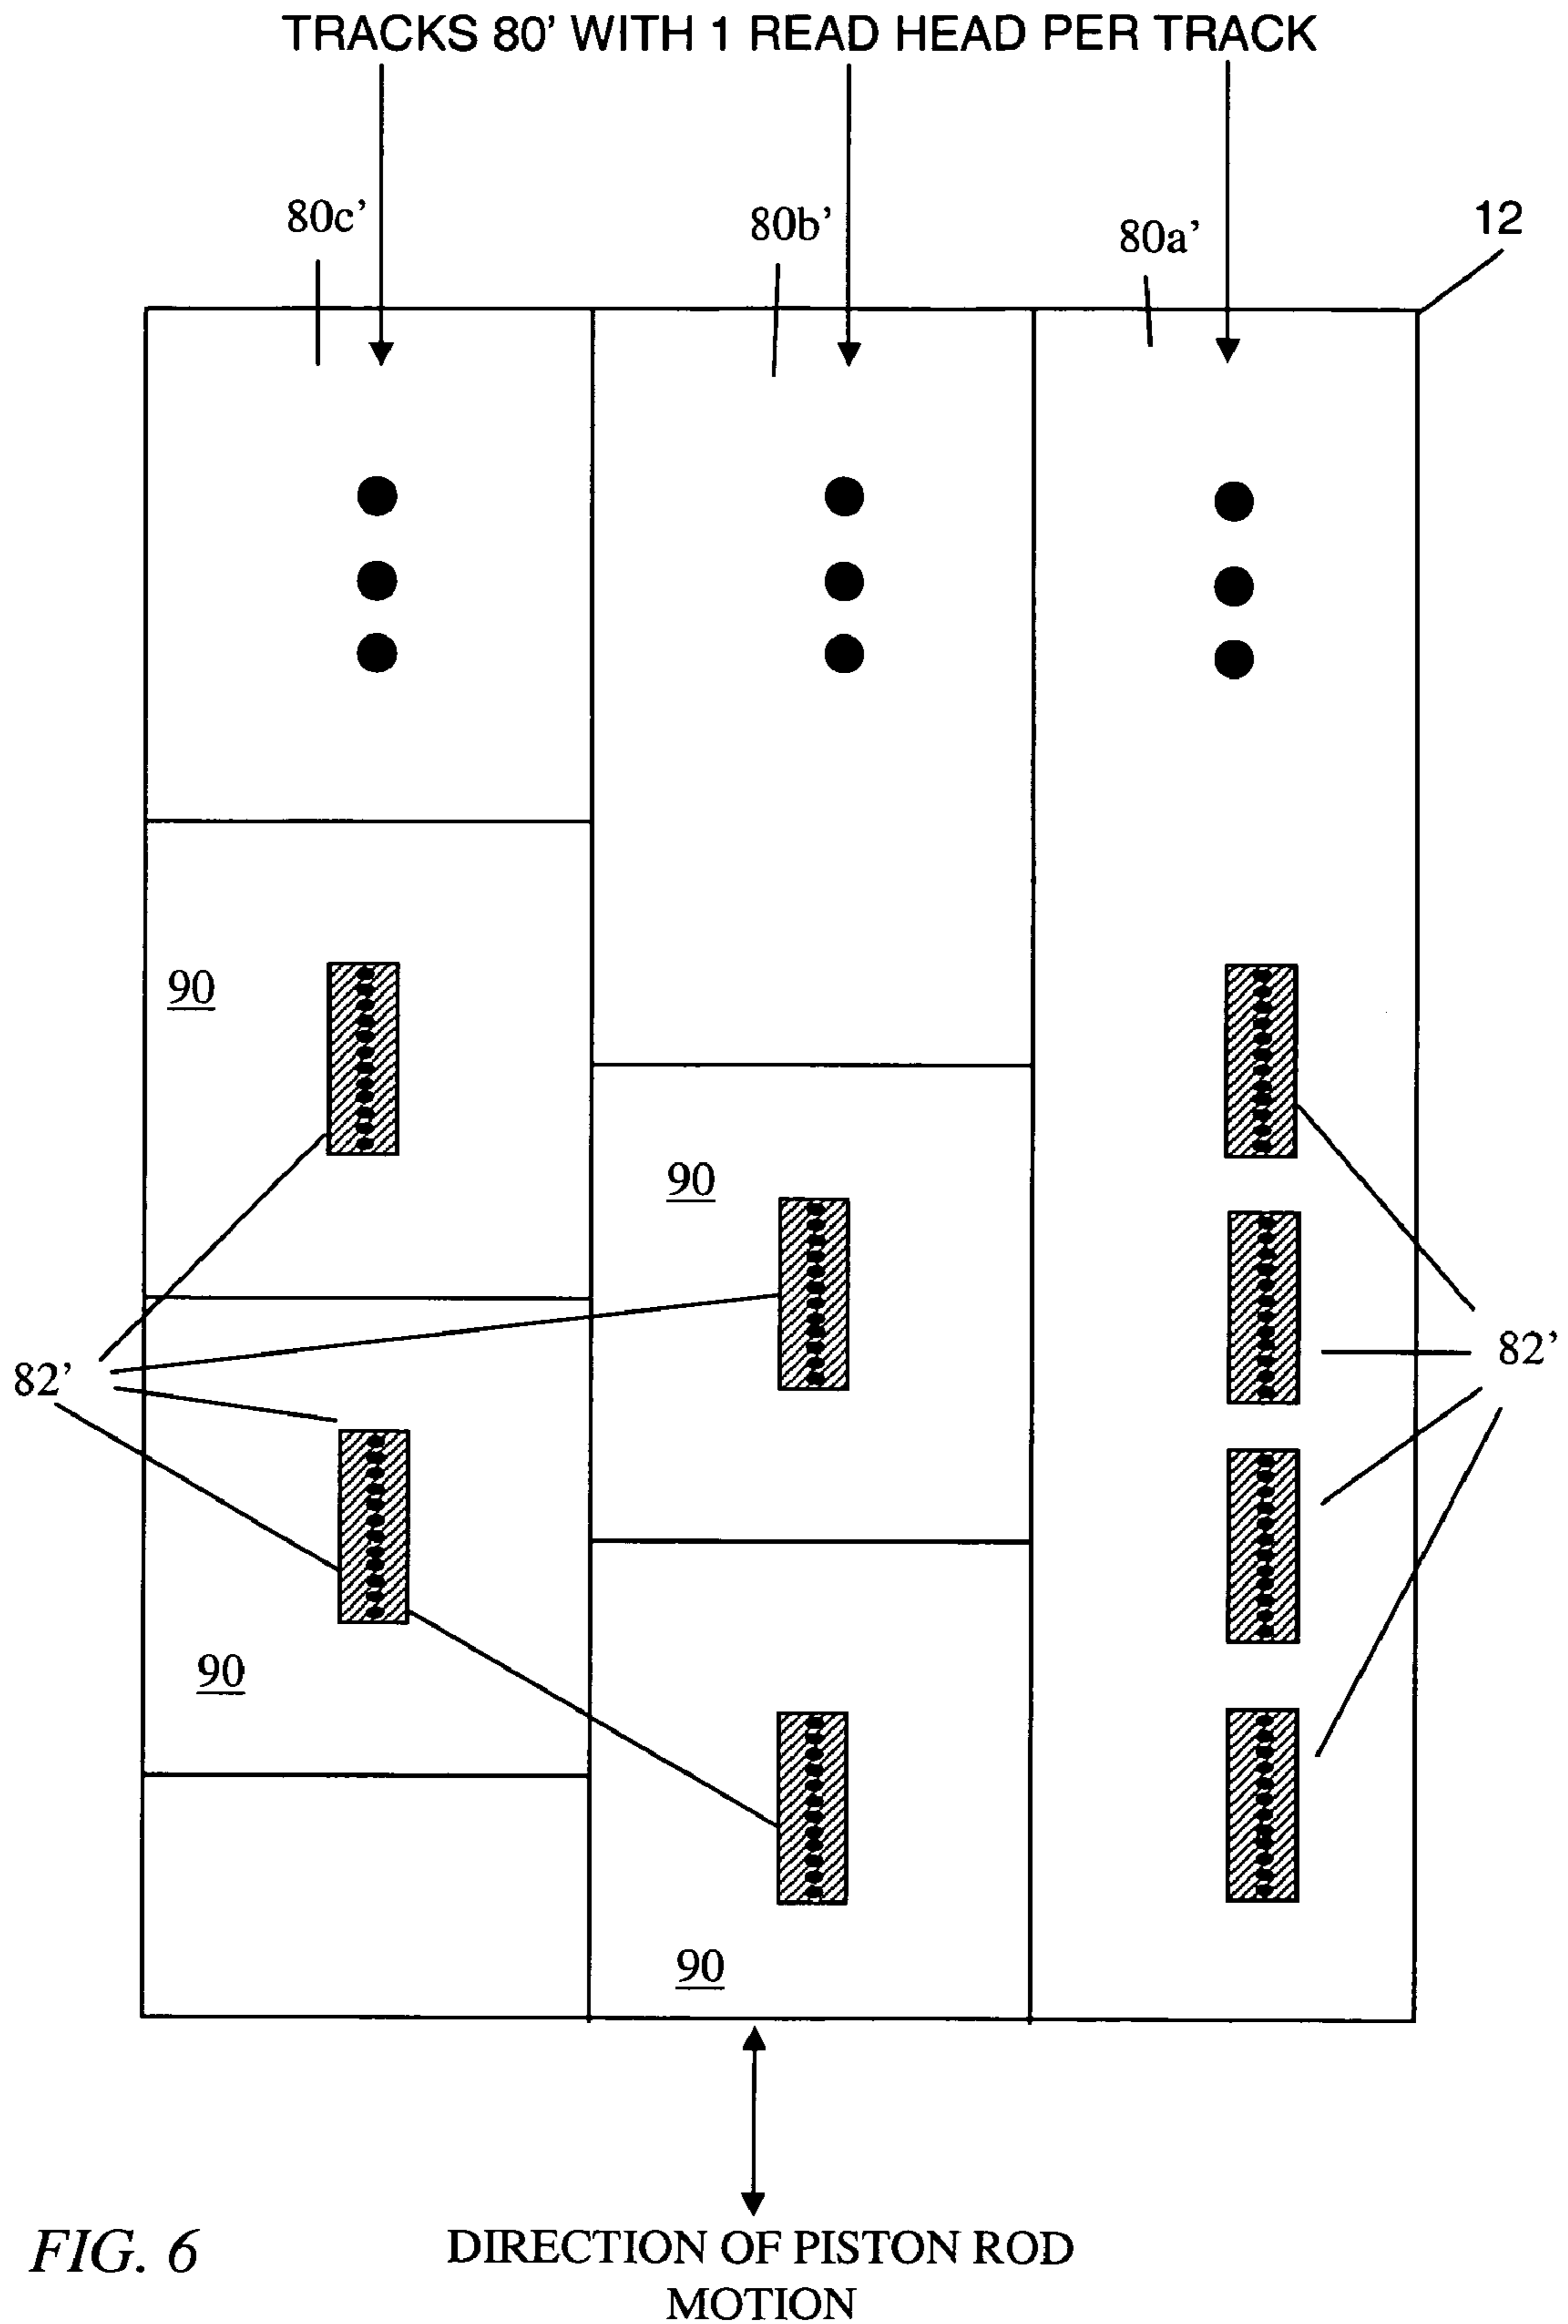 TRACKS 80' WITH 1 READ HEAD PER TRACK
80c'
80b'
80a'
12
90
90
82'
82'
90
90
FIG. 6
DIRECTION OF PISTON ROD
MOTION